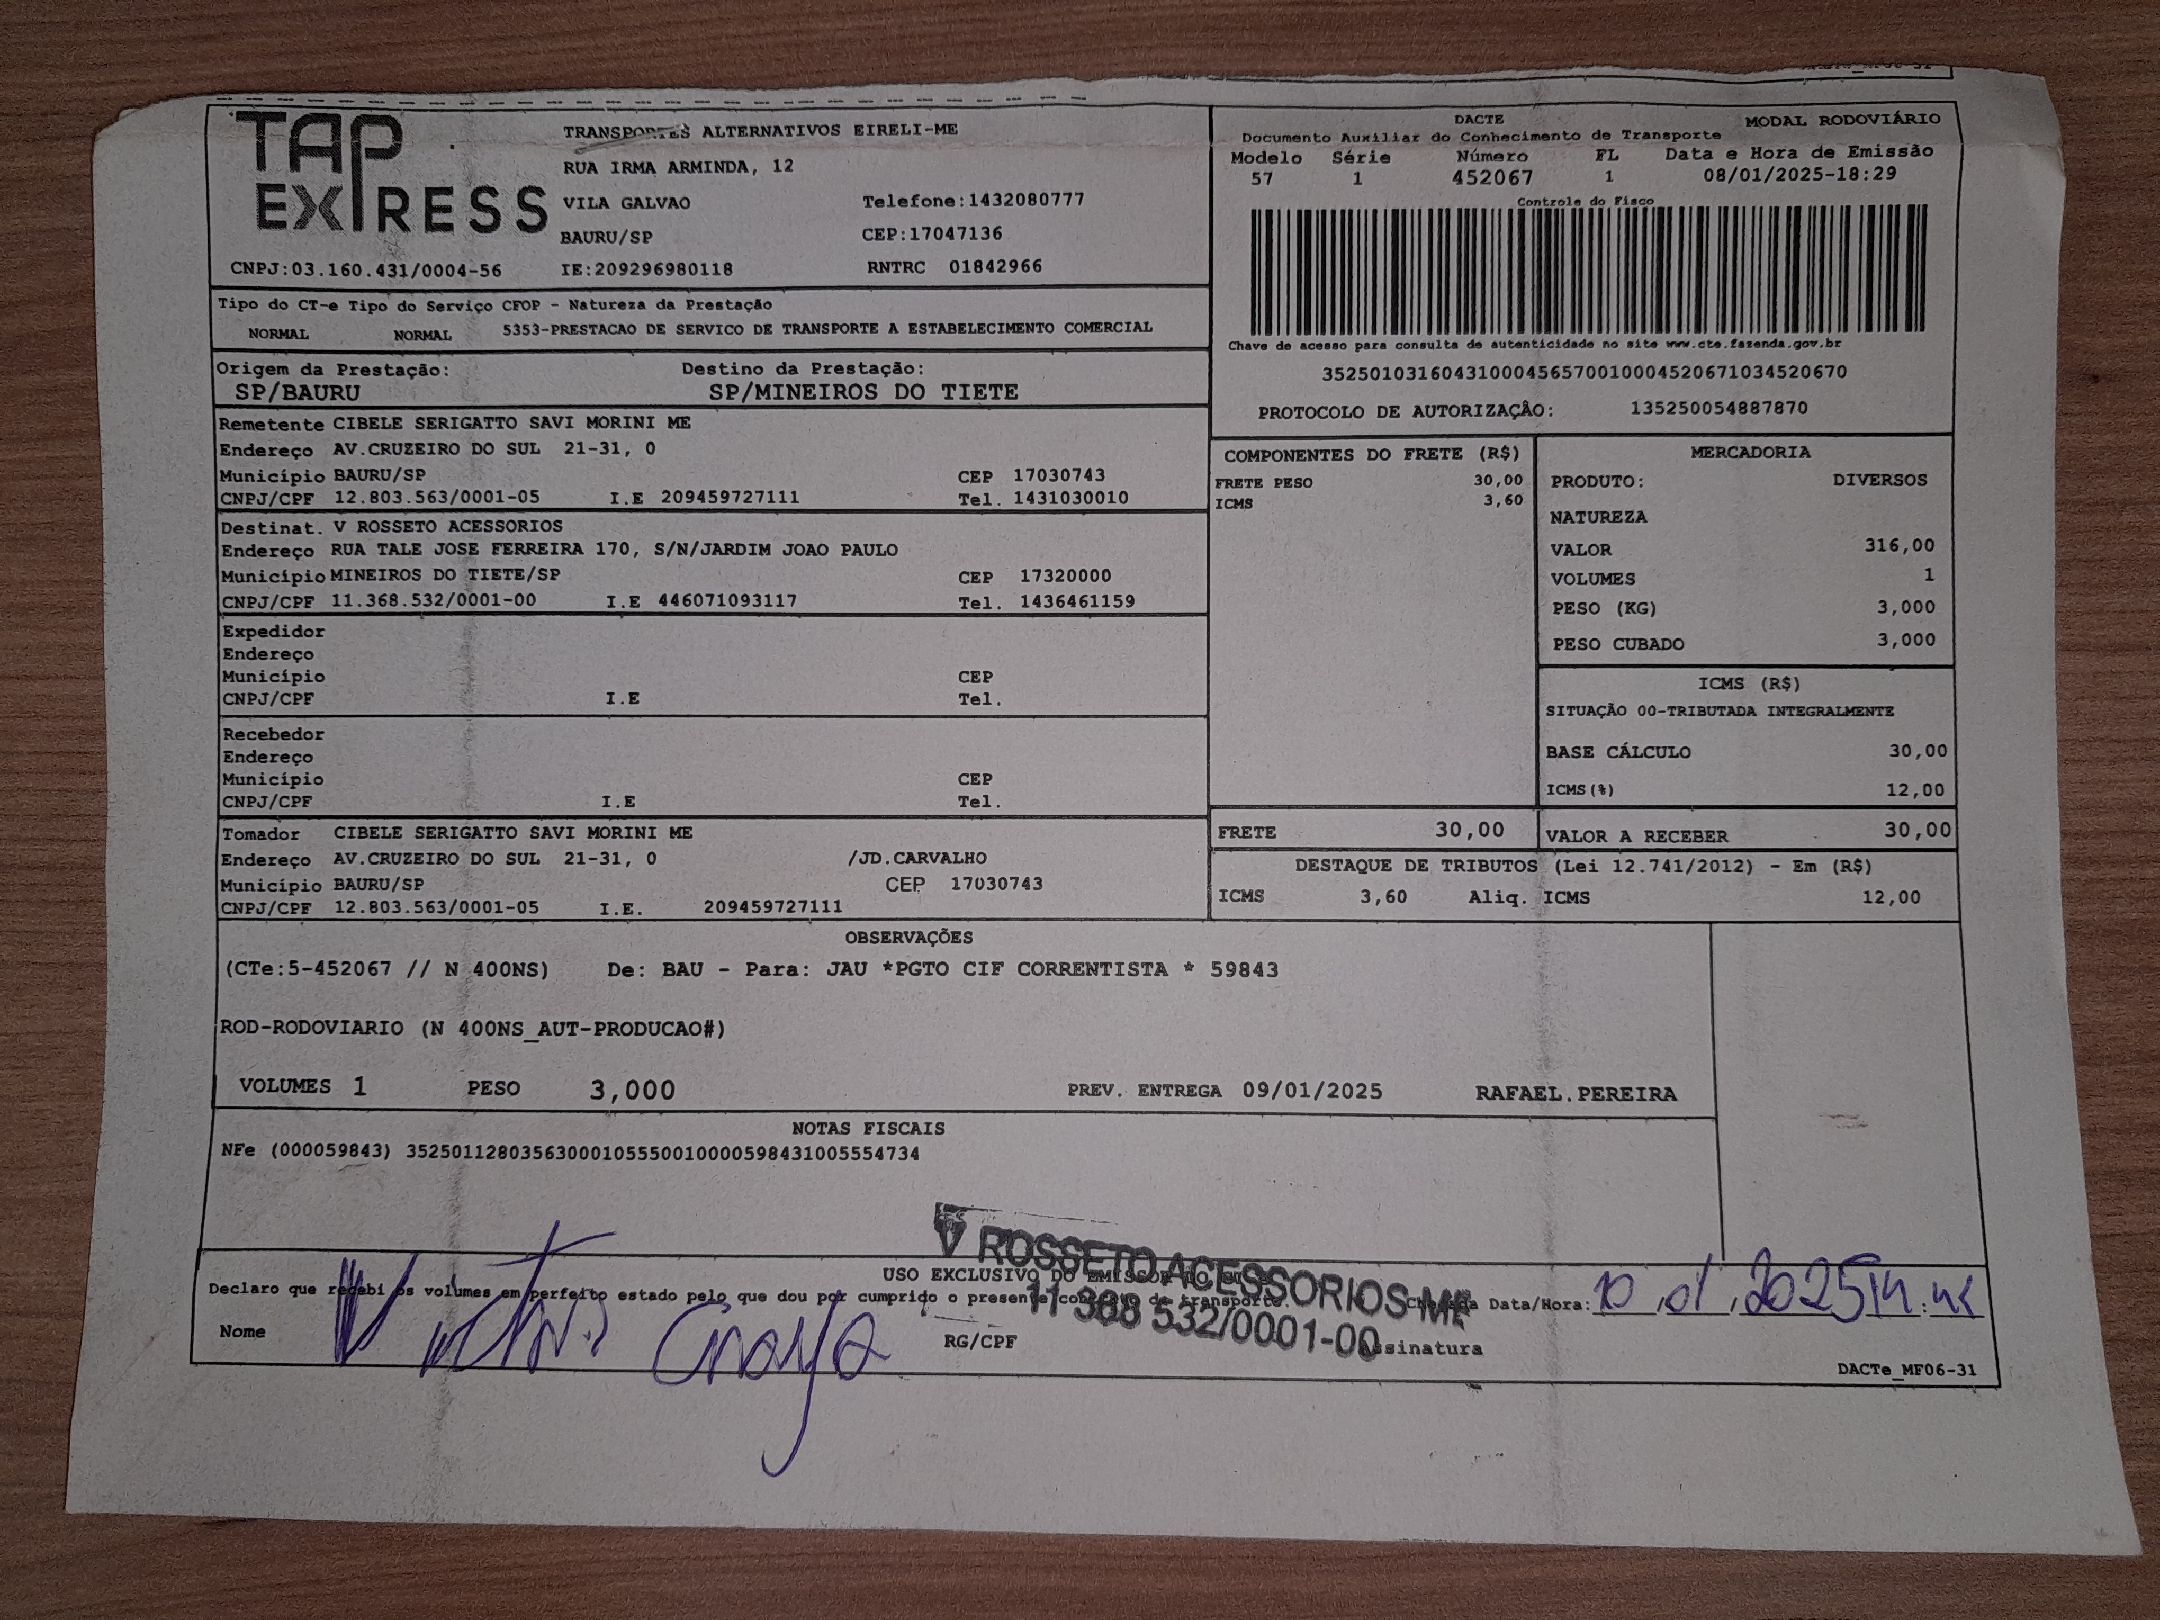 TAP EXPRESS
TRANSPORTES ALTERNATIVOS EIRELI-ME
RUA IRMA ARMINDA, 12
VILA GALVAO Telefone:1432080777
BAURU/SP CEP:17047136
CNPJ:03.160.431/0004-56 IE:209296980118 RNTRC 01842966
DACTE MODAL RODOVIÁRIO
Documento Auxiliar do Conhecimento de Transporte
Modelo Série Número FL Data e Hora de Emissão
57 1 452067 1 08/01/2025-18:29
Controle do Fisco
Chave de acesso para consulta de autenticidade no site www.cte.fazenda.gov.br
35250103160431000456570010004520671034520670
PROTOCOLO DE AUTORIZAÇÂO: 135250054887870
Tipo do CT-e Tipo do Serviço CFOP - Natureza da Prestação
NORMAL NORMAL 5353-PRESTACAO DE SERVICO DE TRANSPORTE A ESTABELECIMENTO COMERCIAL
Origem da Prestação: Destino da Prestação:
SP/BAURU SP/MINEIROS DO TIETE
Remetente CIBELE SERIGATTO SAVI MORINI ME
Endereço AV.CRUZEIRO DO SUL 21-31, 0
Município BAURU/SP CEP 17030743
CNPJ/CPF 12.803.563/0001-05 I.E 209459727111 Tel. 1431030010
Destinat. V ROSSETO ACESSORIOS
Endereço RUA TALE JOSE FERREIRA 170, S/N/JARDIM JOAO PAULO
Município MINEIROS DO TIETE/SP CEP 17320000
CNPJ/CPF 11.368.532/0001-00 I.E 446071093117 Tel. 1436461159
Expedidor
Endereço
Município CEP
CNPJ/CPF I.E Tel.
Recebedor
Endereço
Município CEP
CNPJ/CPF I.E Tel.
Tomador CIBELE SERIGATTO SAVI MORINI ME
Endereço AV.CRUZEIRO DO SUL 21-31, 0 /JD.CARVALHO
Município BAURU/SP CEP 17030743
CNPJ/CPF 12.803.563/0001-05 I.E. 209459727111
COMPONENTES DO FRETE (R$)
FRETE PESO 30,00
ICMS 3,60
MERCADORIA
PRODUTO: DIVERSOS
NATUREZA
VALOR 316,00
VOLUMES 1
PESO (KG) 3,000
PESO CUBADO 3,000
ICMS (R$)
SITUAÇÃO 00-TRIBUTADA INTEGRALMENTE
BASE CÁLCULO 30,00
ICMS(%) 12,00
FRETE 30,00 VALOR A RECEBER 30,00
DESTAQUE DE TRIBUTOS (Lei 12.741/2012) - Em (R$)
ICMS 3,60 Aliq. ICMS 12,00
OBSERVAÇÕES
(CTe:5-452067 // N 400NS) De: BAU - Para: JAU *PGTO CIF CORRENTISTA * 59843
ROD-RODOVIARIO (N 400NS_AUT-PRODUCAO#)
VOLUMES 1 PESO 3,000 PREV. ENTREGA 09/01/2025 RAFAEL.PEREIRA
NOTAS FISCAIS
NFe (000059843) 35250112803563000105550010000598431005554734
V ROSSETO ACESSORIOS-ME
11 368 532/0001-00
USO EXCLUSIVO DO EMISSOR DO
Declaro que recebi os volumes em perfeito estado pelo que dou por cumprido o presente contrato de transporte. Chegada Data/Hora: 10.01.2025
Nome Victor RG/CPF Assinatura
DACTe_MF06-31